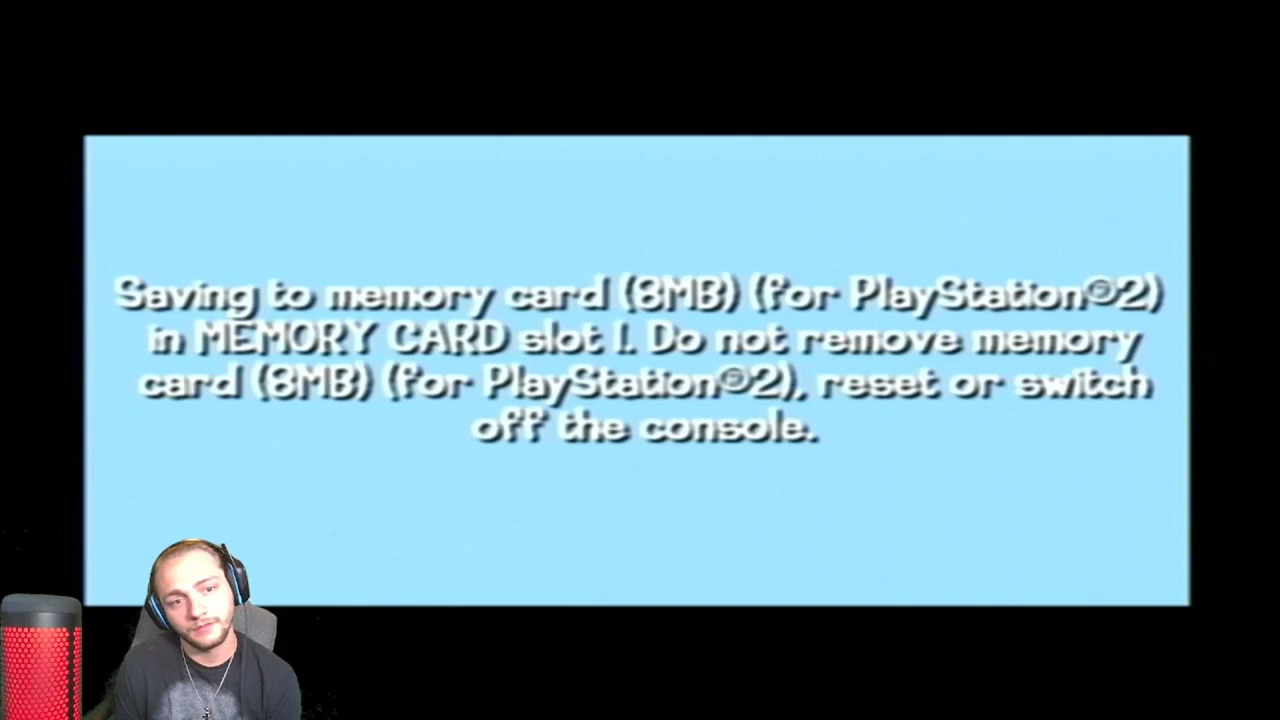 Saving to memory card (8MB) (for PlayStation®2)
in MEMORY CARD slot 1. Do not remove memory
card (8MB) (for PlayStation®2), reset or switch
off the console.